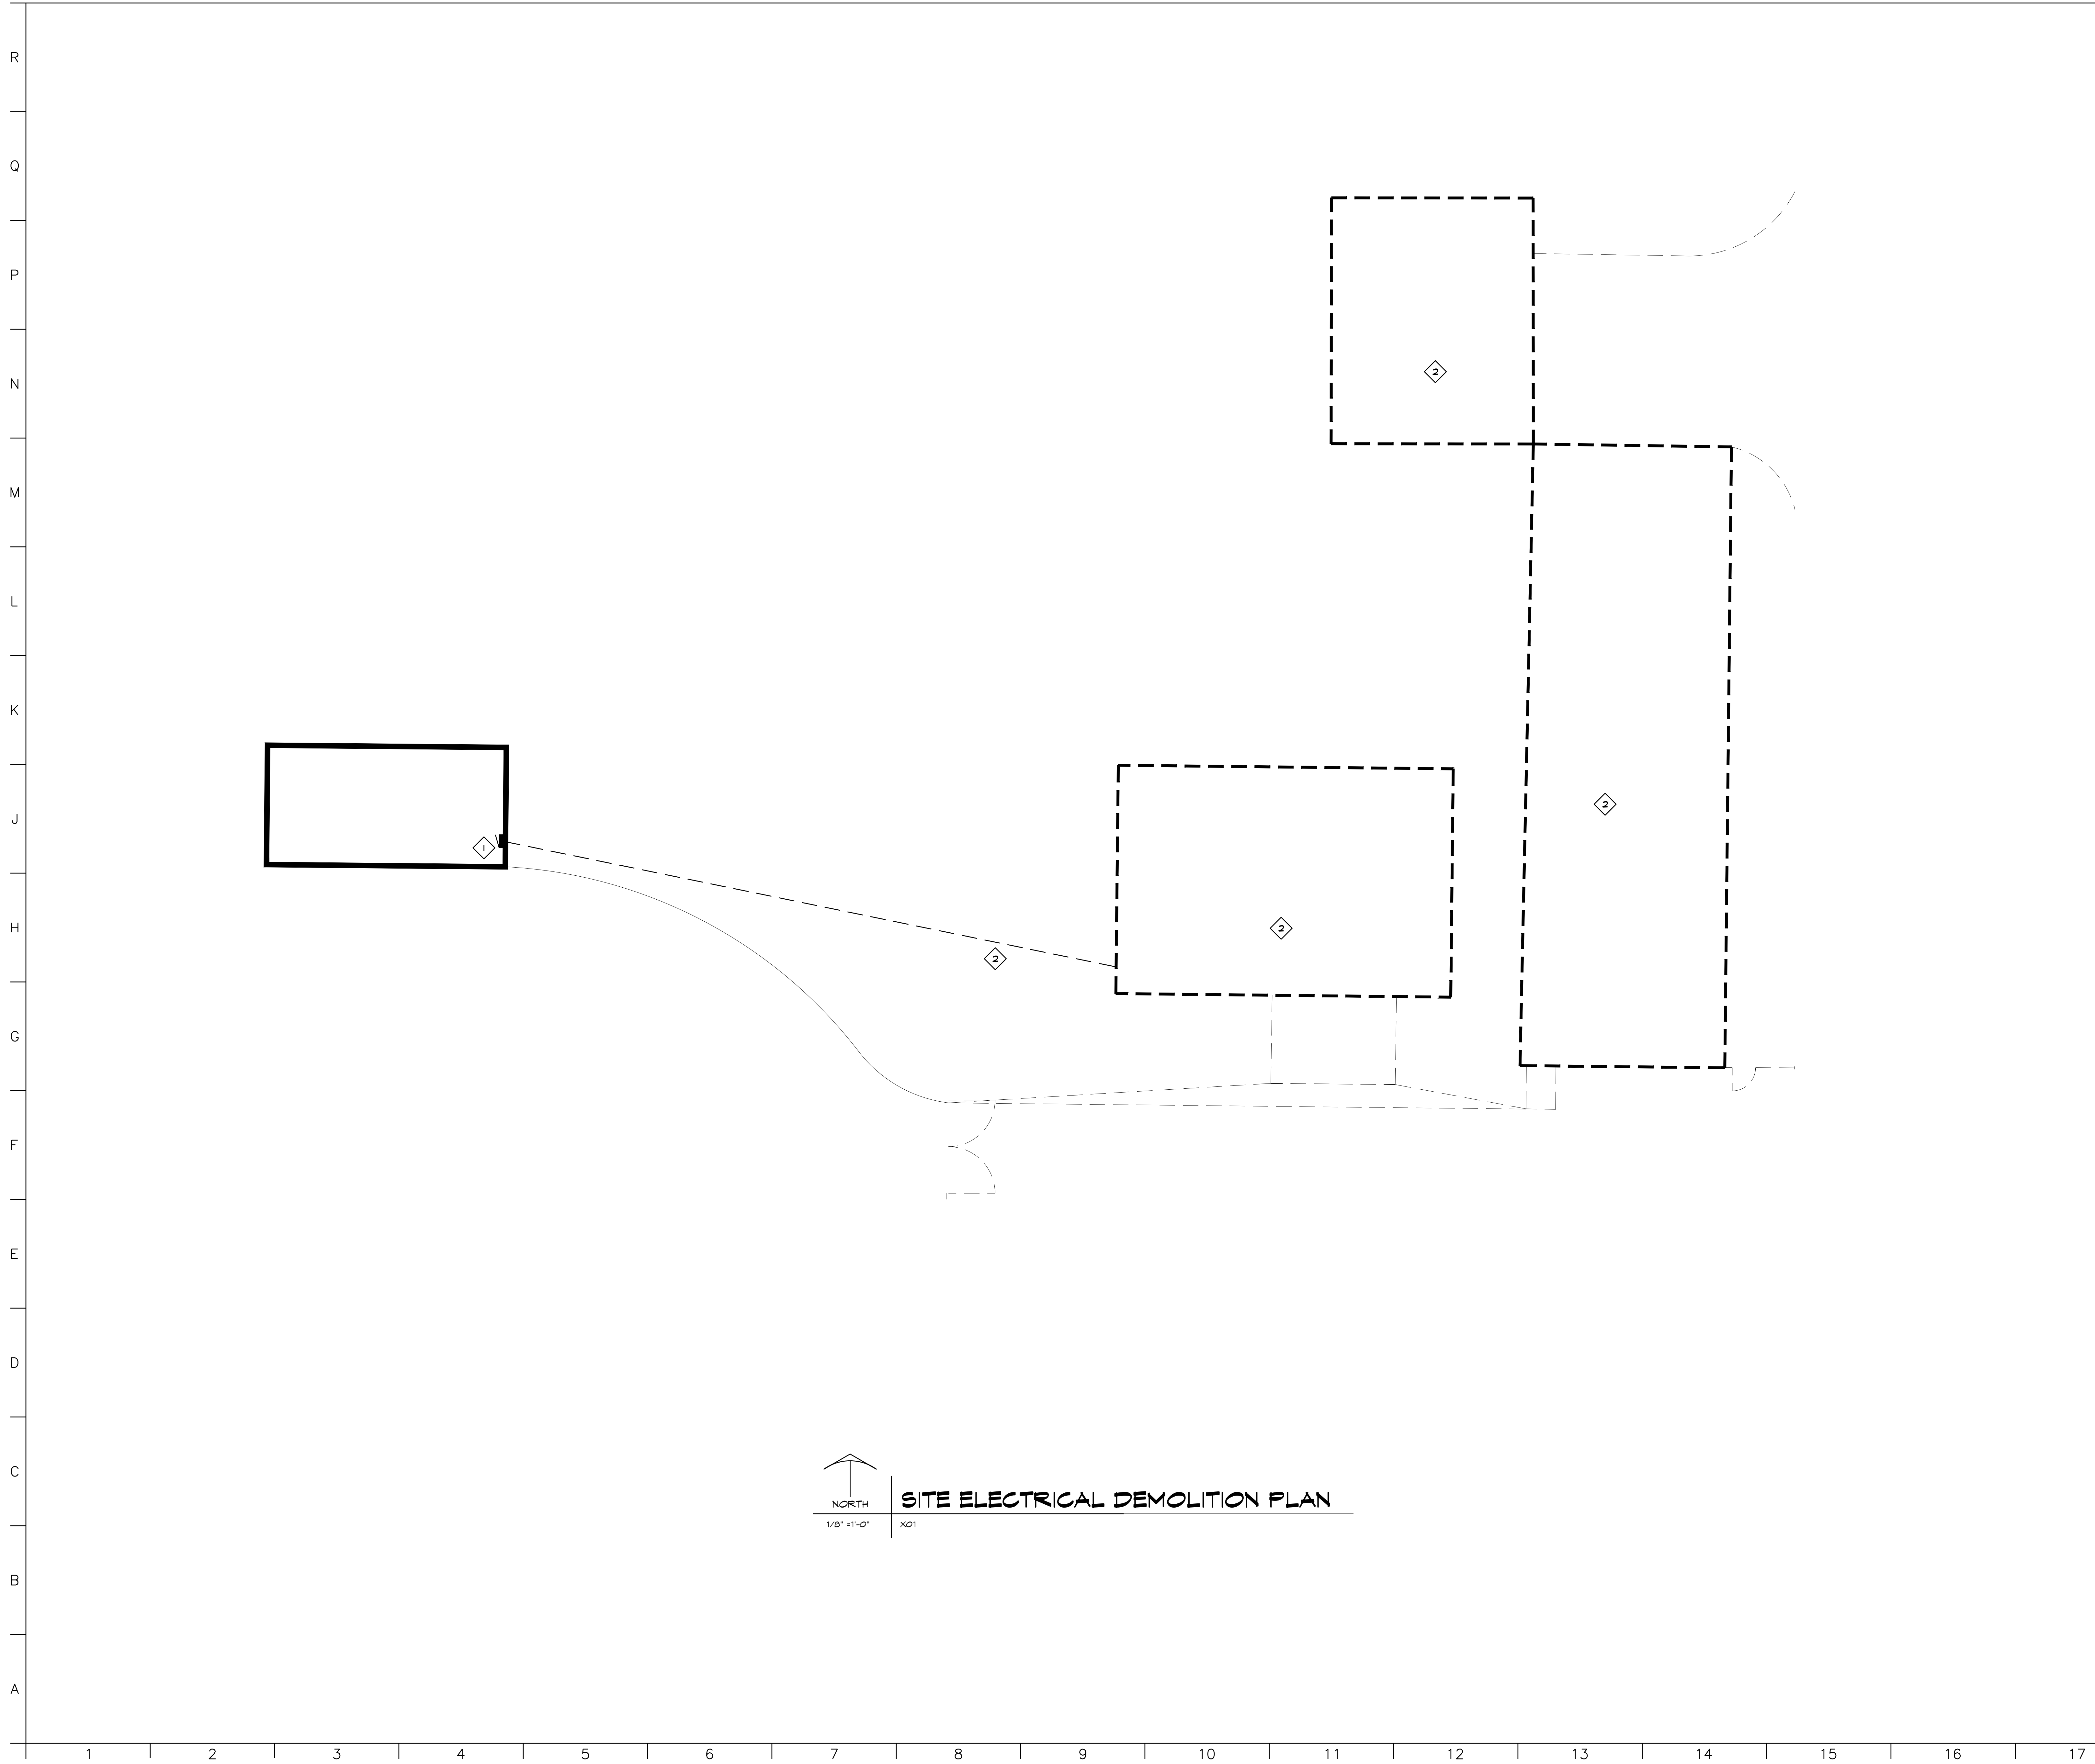 R
Q
P
N
2
M
L
K
J
1
2
H
2
2
G
F
E
D
C
NORTH
SITE ELECTRICAL DEMOLITION PLAN
1/8" =1'-0"
X01
B
A
1 2 3 4 5 6 7 8 9 10 11 12 13 14 15 16 17